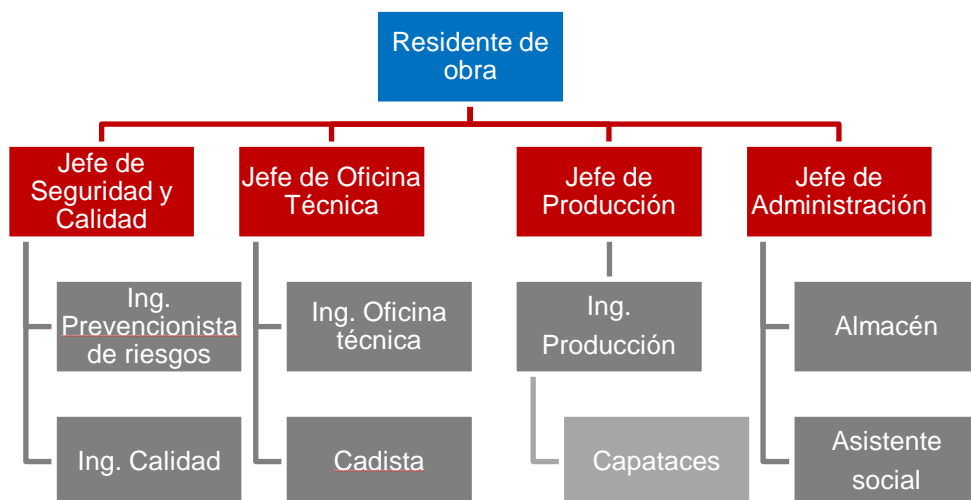 Residente de
obra
Jefe de
Seguridad y
Calidad
Jefe de Oficina
Técnica
Jefe de
Producción
Jefe de
Administración
Ing.
Prevencionista
de riesgos
Ing. Oficina
técnica
Ing.
Producción
Almacén
Ing. Calidad
Cadista
Capataces
Asistente
social